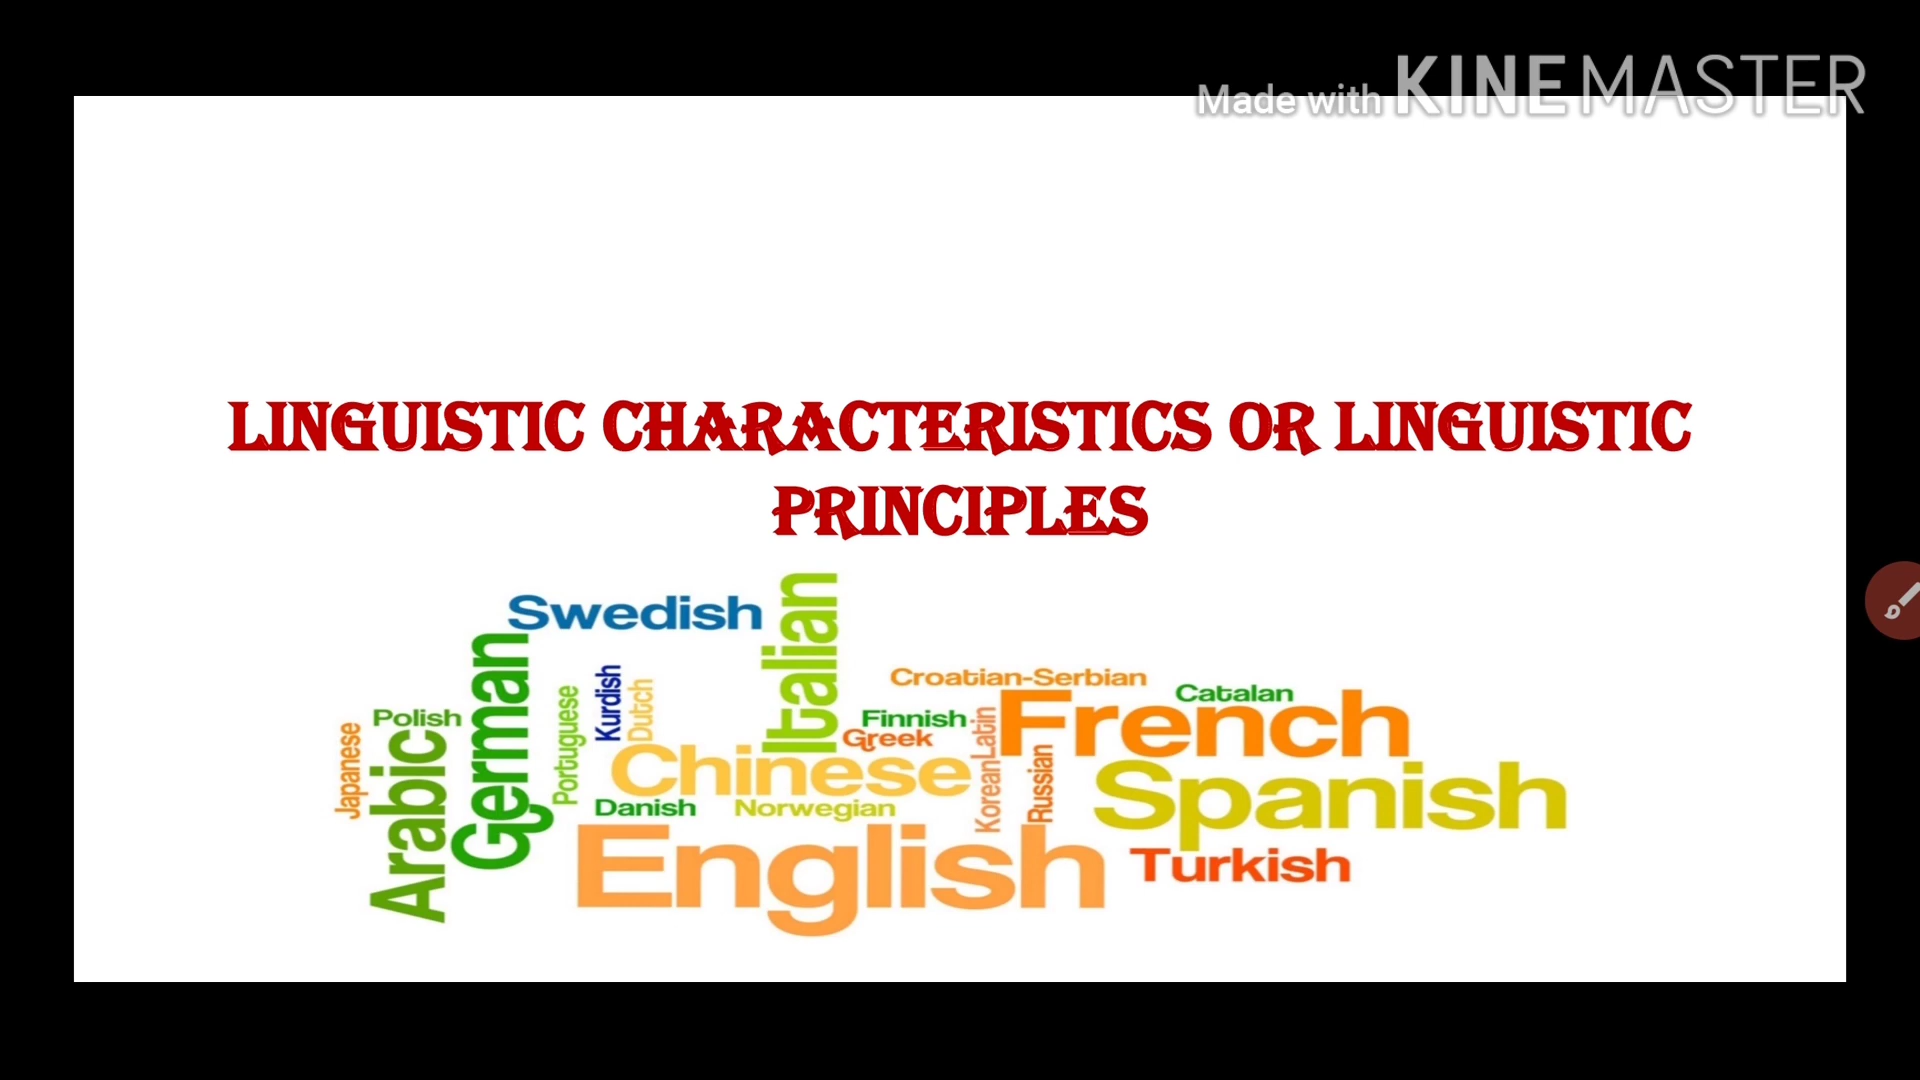 Made with KINEMASTER
LINGUISTIC CHARACTERISTICS OR LINGUISTIC
PRINCIPLES
Swedish
Italian
German
Kurdish
Dutch
Portuguese
Croatian-Serbian
Catalan
French
Polish
Japanese
Arabic
Finnish
Greek
Latin
Korean
Russian
Chinese
Spanish
Danish
Norwegian
English
Turkish